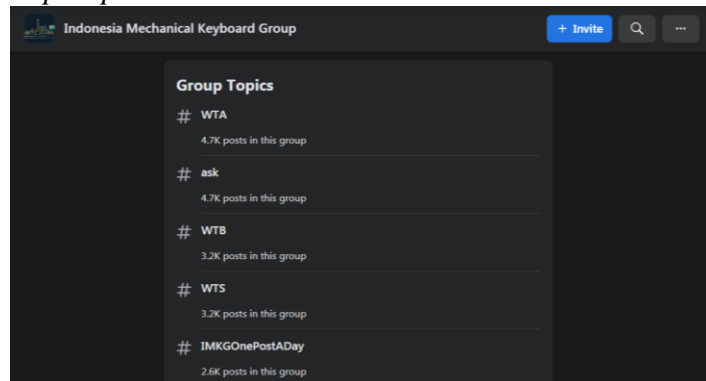 Indonesia Mechanical Keyboard Group
+ Invite
Group Topics
# WTA
4.7K posts in this group
# ask
4.7K posts in this group
# WTB
3.2K posts in this group
# WTS
3.2K posts in this group
# IMKGOnePostADay
2.6K posts in this group